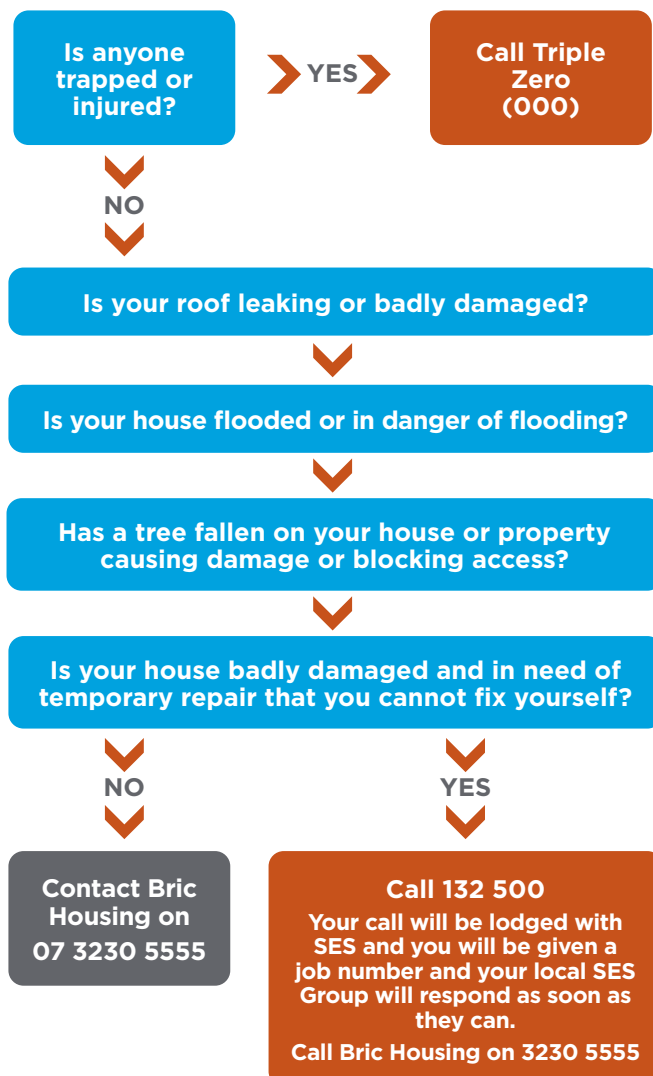 Is anyone
trapped or
injured?
YES
Call Triple
Zero
(000)
NO
Is your roof leaking or badly damaged?
Is your house flooded or in danger of flooding?
Has a tree fallen on your house or property
causing damage or blocking access?
Is your house badly damaged and in need of
temporary repair that you cannot fix yourself?
NO
YES
Contact Bric
Housing on
07 3230 5555
Call 132 500
Your call will be lodged with
SES and you will be given a
job number and your local SES
Group will respond as soon as
they can.
Call Bric Housing on 3230 5555